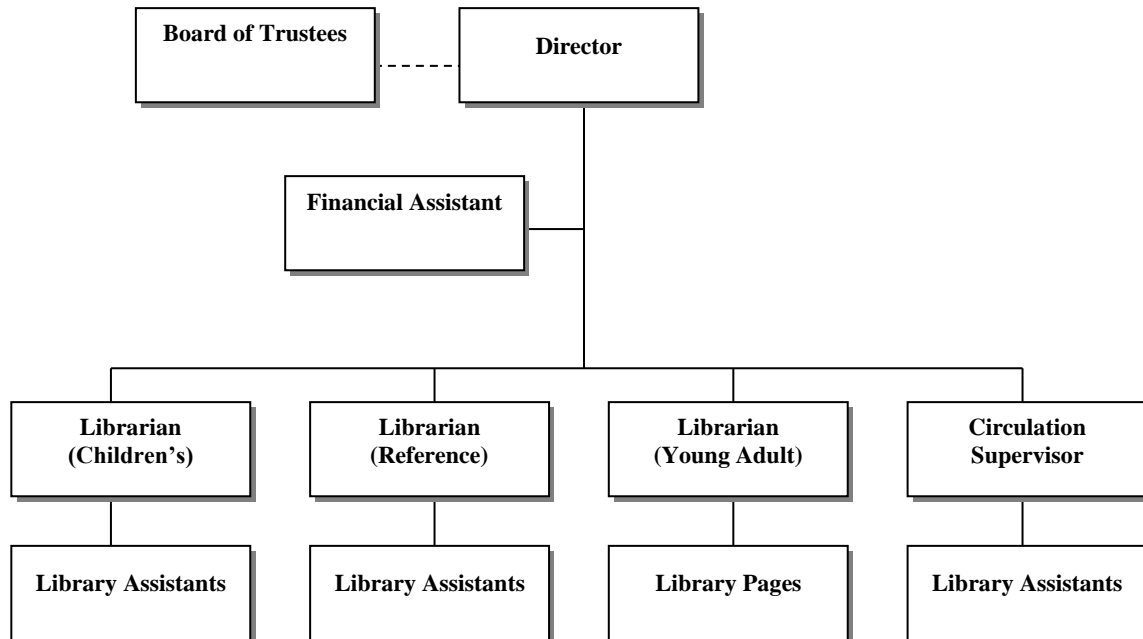 Board of Trustees
Director
Financial Assistant
Librarian
(Children’s)
Librarian
(Reference)
Librarian
(Young Adult)
Circulation
Supervisor
Library Assistants
Library Assistants
Library Pages
Library Assistants